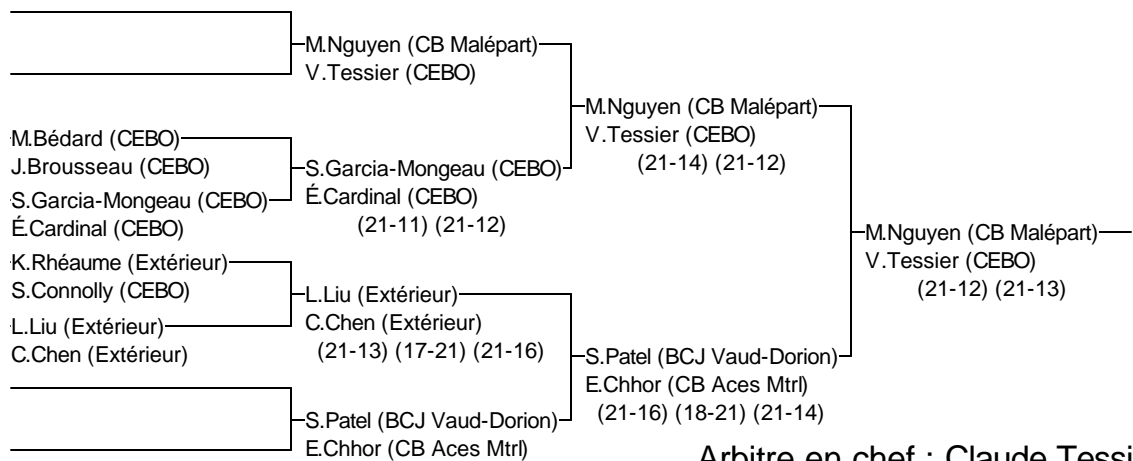 M.Nguyen (CB Malépart)
V.Tessier (CEBO)
M.Nguyen (CB Malépart)
V.Tessier (CEBO)
(21-14) (21-12)
M.Bédard (CEBO)
J.Brousseau (CEBO)
S.Garcia-Mongeau (CEBO)
É.Cardinal (CEBO)
(21-11) (21-12)
S.Garcia-Mongeau (CEBO)
É.Cardinal (CEBO)
M.Nguyen (CB Malépart)
V.Tessier (CEBO)
(21-12) (21-13)
K.Rhéaume (Extérieur)
S.Connolly (CEBO)
L.Liu (Extérieur)
C.Chen (Extérieur)
(21-13) (17-21) (21-16)
L.Liu (Extérieur)
C.Chen (Extérieur)
S.Patel (BCJ Vaud-Dorion)
E.Chhor (CB Aces Mtrl)
(21-16) (18-21) (21-14)
S.Patel (BCJ Vaud-Dorion)
E.Chhor (CB Aces Mtrl)
Arbitre en chef : Claude Tessi